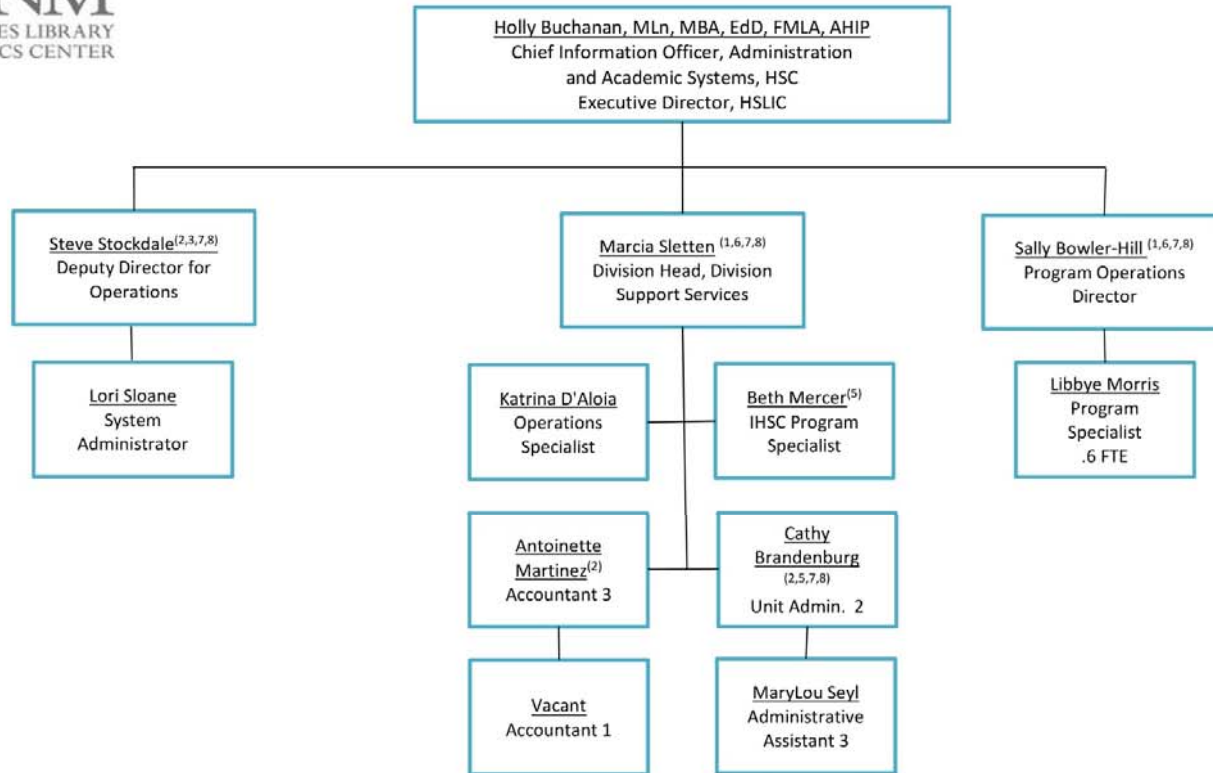 ES LIBRARY
CS CENTER
Holly Buchanan, MLn, MBA, EdD, FMLA, AHIP
Chief Information Officer, Administration
and Academic Systems, HSC
Executive Director, HSLIC
Steve Stockdale(2,3,7,8)
Deputy Director for
Operations
Marcia Sletten (1,6,7,8)
Division Head, Division
Support Services
Sally Bowler-Hill (1,6,7,8)
Program Operations
Director
Lori Sloane
System
Administrator
Katrina D'Aloia
Operations
Specialist
Beth Mercer(5)
IHSC Program
Specialist
Libbye Morris
Program
Specialist
.6 FTE
Antoinette
Martinez(2)
Accountant 3
Cathy
Brandenburg
(2,5,7,8)
Unit Admin. 2
Vacant
Accountant 1
MaryLou Seyl
Administrative
Assistant 3